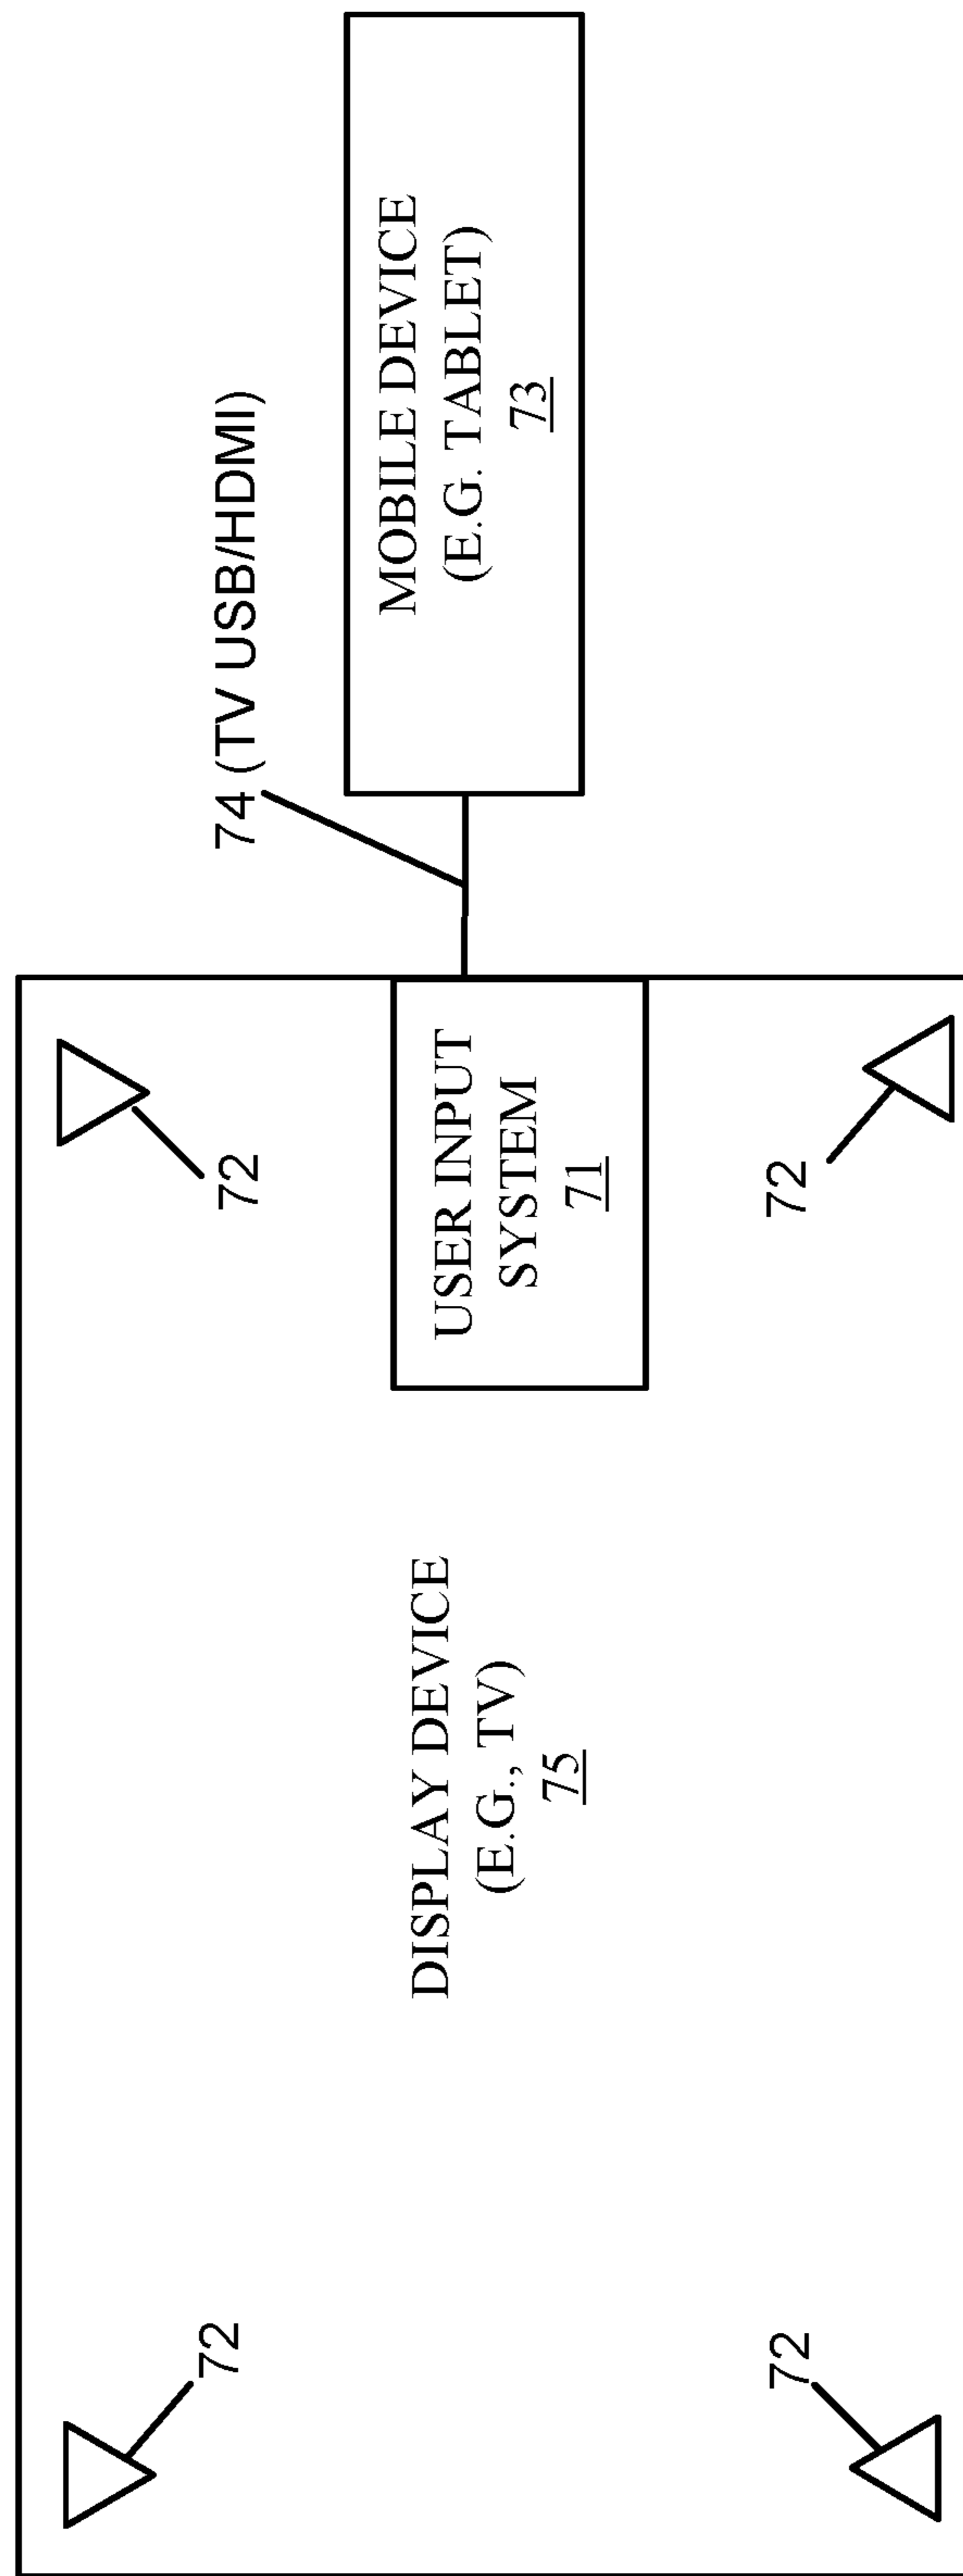 72
72
DISPLAY DEVICE
(E.G., TV)
75
USER INPUT
SYSTEM
71
72
72
74 (TV USB/HDMI)
MOBILE DEVICE
(E.G. TABLET)
73